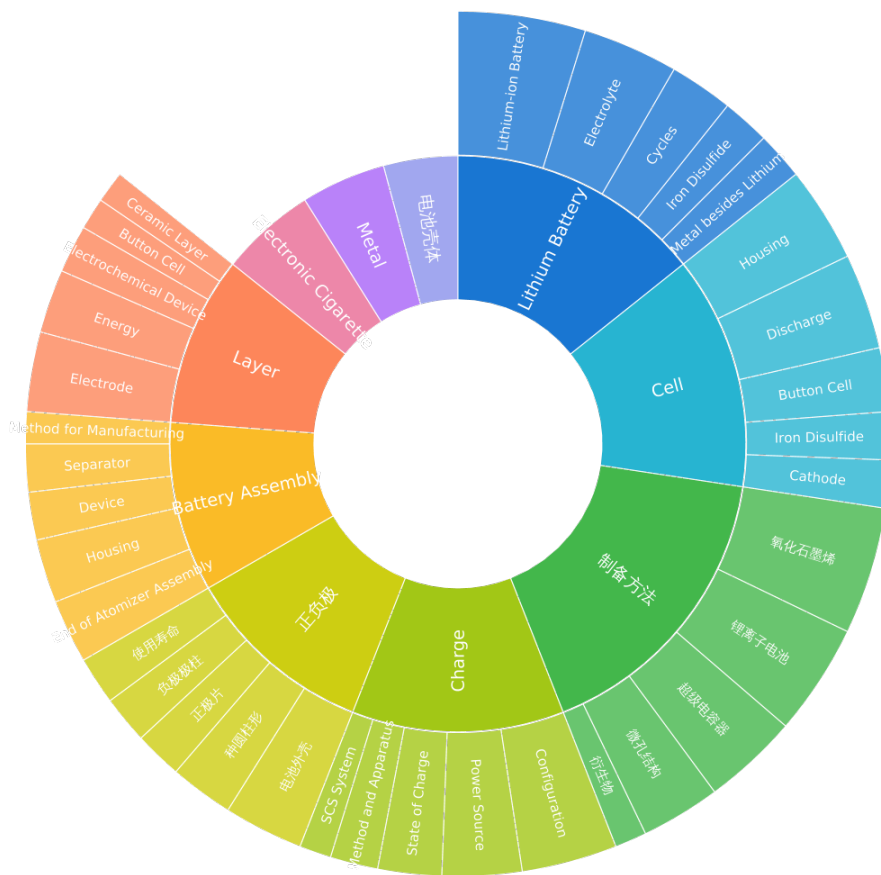 Lithium Battery
Lithium-ion Battery
Electrolyte
Cycles
Iron Disulfide
Metal besides Lithium
Cell
Housing
Discharge
Button Cell
Iron Disulfide
Cathode
制备方法
氧化石墨烯
锂离子电池
超级电容器
微孔结构
衍生物
Charge
Configuration
Power Source
State of Charge
Method and Apparatus
SCS System
正负极
电池外壳
种圆柱形
正极片
负极极柱
使用寿命
Battery Assembly
End of Atomizer Assembly
Housing
Device
Separator
Method for Manufacturing
Layer
Electrode
Energy
Electrochemical Device
Button Cell
Ceramic Layer
Electronic Cigarette
Metal
电池壳体